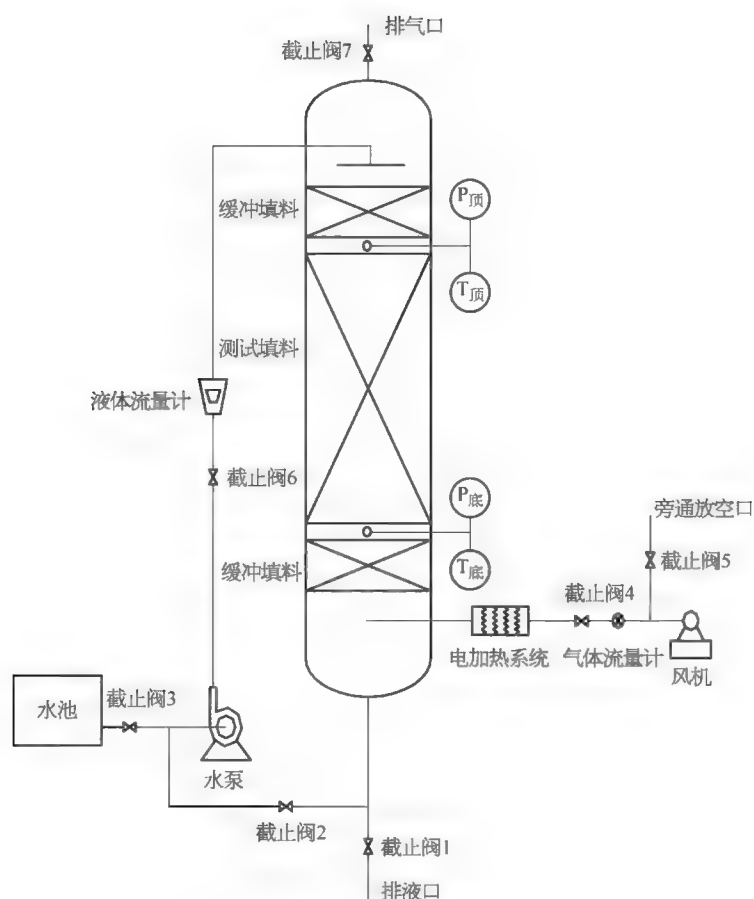 排气口
截止阀7
缓冲填料
P顶
T顶
测试填料
液体流量计
截止阀6
P底
T底
缓冲填料
旁通放空口
截止阀5
截止阀4
电加热系统
气体流量计
风机
截止阀3
水池
水泵
截止阀2
截止阀1
排液口